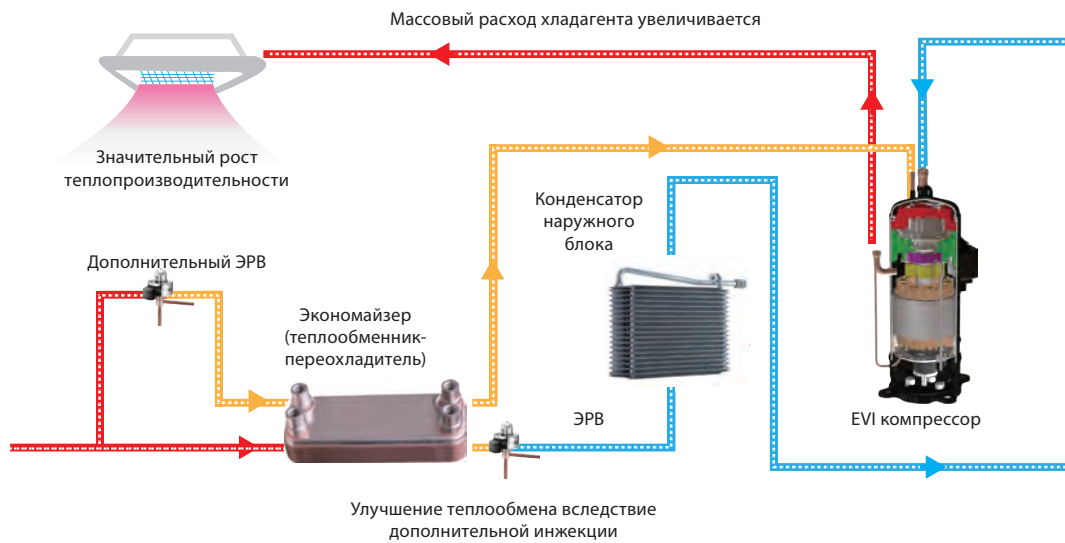 Массовый расход хладагента увеличивается
Значительный рост
теплопроизводительности
Конденсатор
наружного
блока
Дополнительный ЭРВ
Экономайзер
(теплообменник-
переохладитель)
ЭРВ
EVI компрессор
Улучшение теплообмена вследствие
дополнительной инжекции